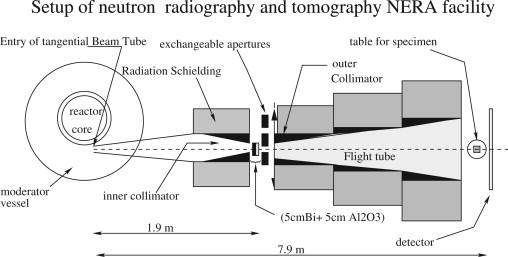 Setup of neutron radiography and tomography NERA facility
Entry of tangential Beam Tube
exchangeable apertures
table for specimen
Radiation Schielding
outer
Collimator
reactor
core
Flight tube
inner collimator
moderator
vessel
(5cmBi+ 5cm Al2O3)
1.9 m
detector
7.9 m